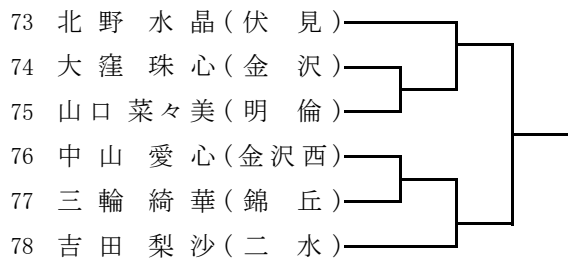 73 北野 水晶(伏見)
74 大窪 珠心(金沢)
75 山口 菜々美(明倫)
76 中山 愛心(金沢西)
77 三輪 綺華(錦丘)
78 吉田 梨沙(二水)